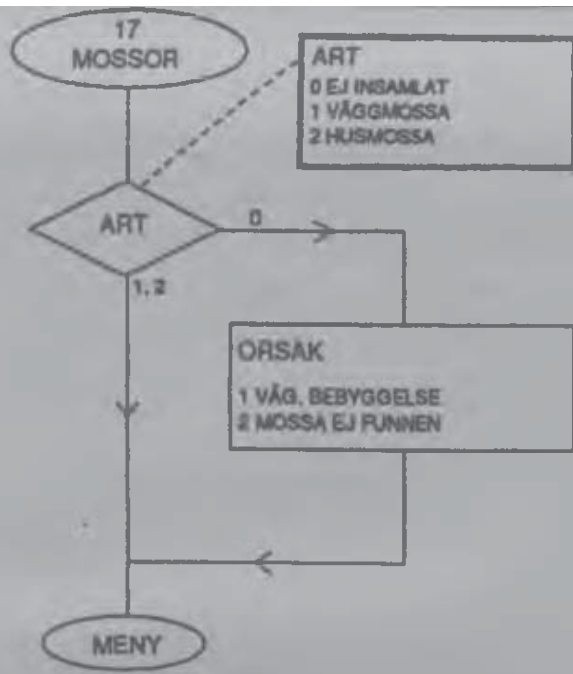 17
MOSSOR
ART
0 EJ INSAMLAT
1 VÄGGMOSSA
2 HUSMOSSA
ART
0
1, 2
ORSAK
1 VÄG, BEBYGGELSE
2 MOSSA EJ FUNNEN
MENY